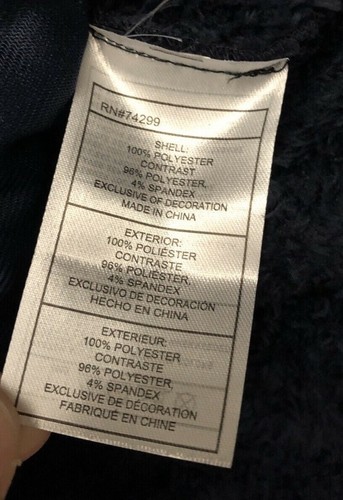 RN#74299
SHELL:
100% POLYESTER
CONTRAST
96% POLYESTER,
4% SPANDEX
EXCLUSIVE OF DECORATION
MADE IN CHINA
EXTERIOR:
100% POLIÉSTER
CONTRASTE
96% POLIÉSTER,
4% SPANDEX
EXCLUSIVO DE DECORACIÓN
HECHO EN CHINA
EXTERIEUR:
100% POLYESTER
CONTRASTE
96% POLYESTER,
4% SPANDEX
EXCLUSIVE OF DÉCORATION
FABRIQUÉ EN CHINE